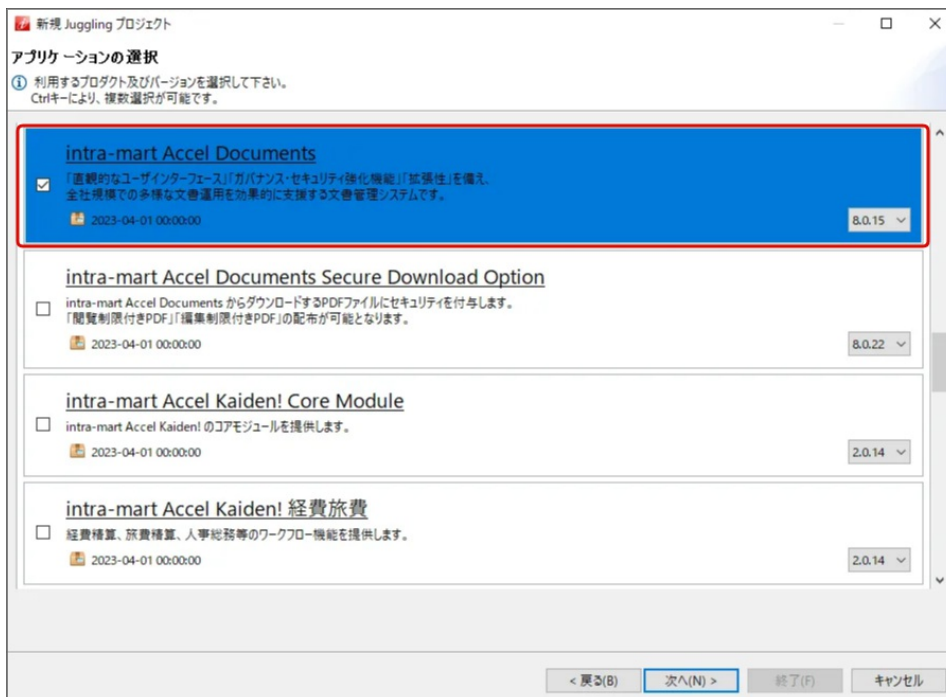 新規 Juggling プロジェクト
アプリケーションの選択
利用するプロダクト及びバージョンを選択して下さい。
Ctrlキーにより、複数選択が可能です。
intra-mart Accel Documents
「直観的なユーザインターフェース」「ガバナンス・セキュリティ強化機能」「拡張性」を備え、
全社規模での多様な文書運用を効果的に支援する文書管理システムです。
2023-04-01 00:00:00
8.0.15
intra-mart Accel Documents Secure Download Option
intra-mart Accel Documents からダウンロードするPDFファイルにセキュリティを付与します。
「閲覧制限付きPDF」「編集制限付きPDF」の配布が可能となります。
2023-04-01 00:00:00
8.0.22
intra-mart Accel Kaiden! Core Module
intra-mart Accel Kaiden! のコアモジュールを提供します。
2023-04-01 00:00:00
2.0.14
intra-mart Accel Kaiden! 経費旅費
経費精算、旅費精算、人事総務等のワークフロー機能を提供します。
2023-04-01 00:00:00
2.0.14
< 戻る(B)
次へ(N) >
終了(F)
キャンセル